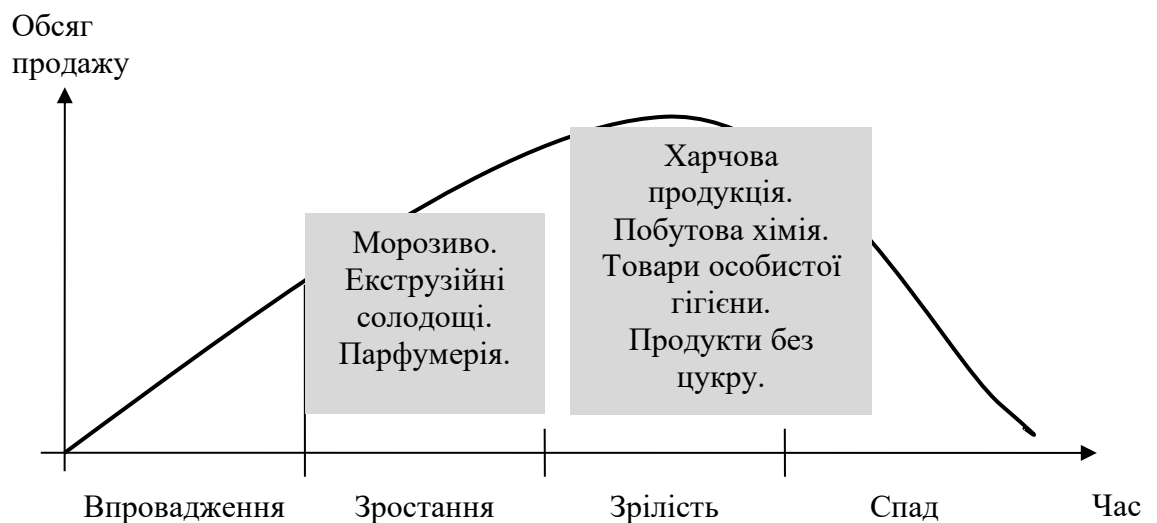 Обсяг
продажу
Морозиво.
Екструзійні
солодощі.
Парфумерія.
Харчова
продукція.
Побутова хімія.
Товари особистої
гігієни.
Продукти без
цукру.
Впровадження Зростання Зрілість Спад Час